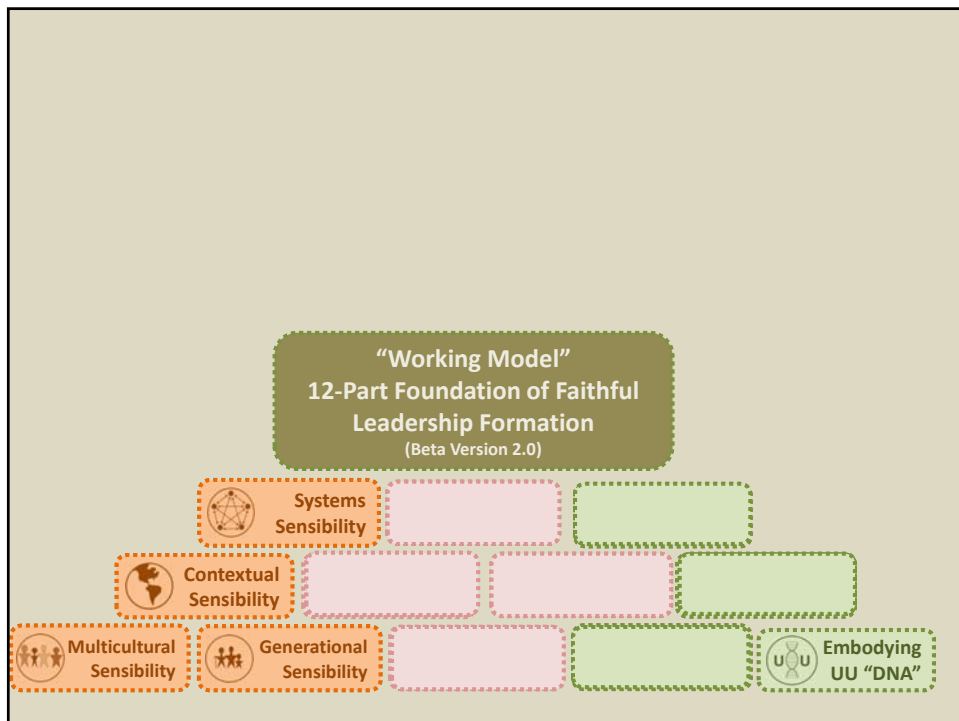 “Working Model”
12-Part Foundation of Faithful
Leadership Formation
(Beta Version 2.0)
Systems
Sensibility
Contextual
Sensibility
Multicultural
Sensibility
Generational
Sensibility
U U
Embodying
UU “DNA”